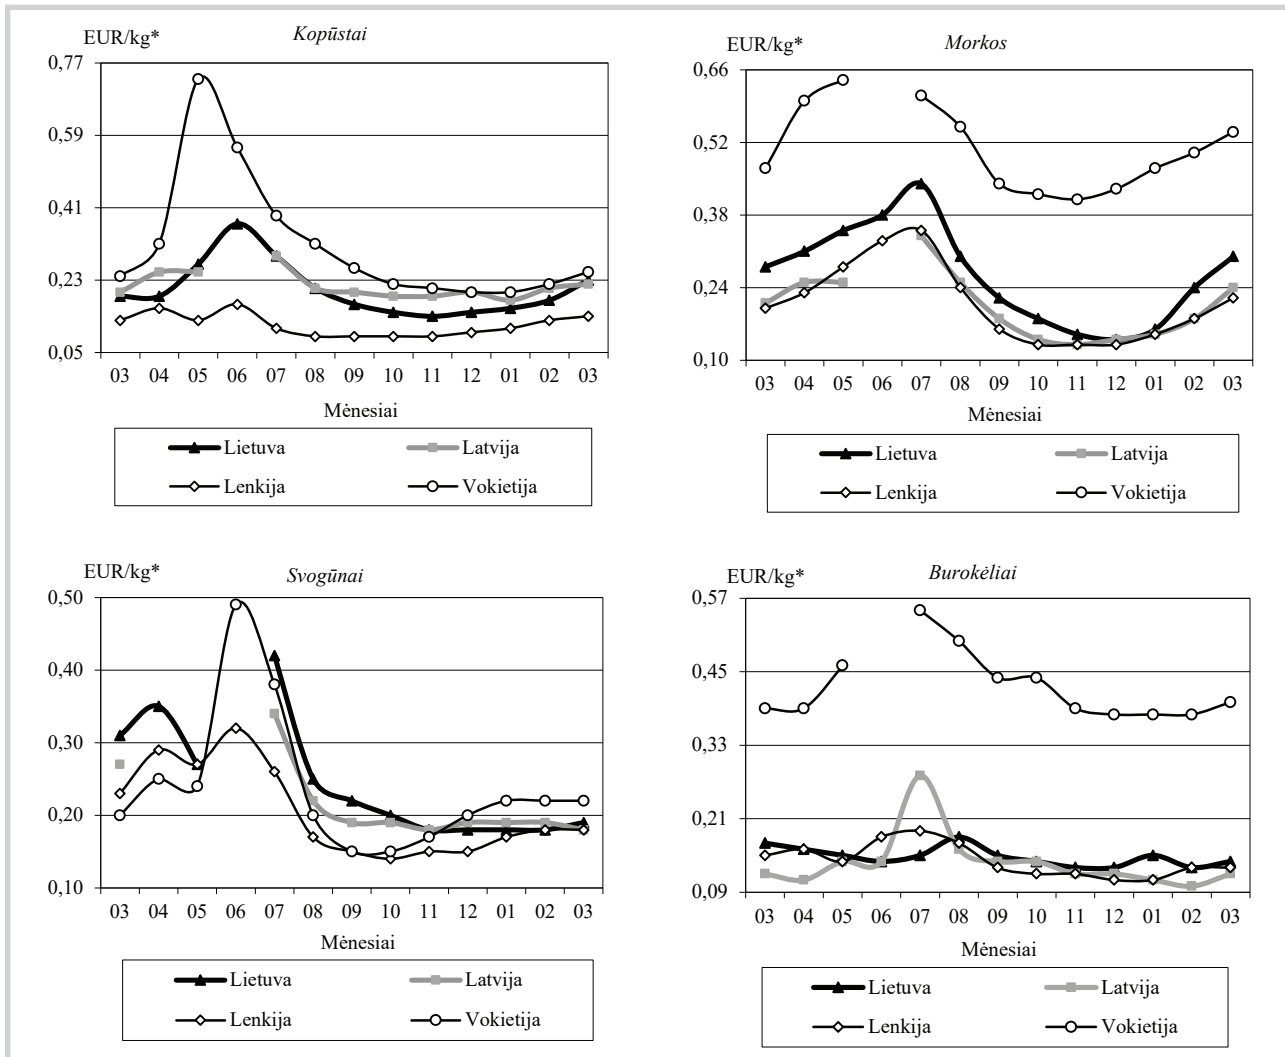 EUR/kg*
Kopūstai
0,77
0,59
0,41
0,23
0,05
03 04 05 06 07 08 09 10 11 12 01 02 03
Mėnesiai
Lietuva Latvija
Lenkija Vokietija
EUR/kg*
Morkos
0,66
0,52
0,38
0,24
0,10
03 04 05 06 07 08 09 10 11 12 01 02 03
Mėnesiai
Lietuva Latvija
Lenkija Vokietija
EUR/kg*
Svogūnai
0,50
0,40
0,30
0,20
0,10
03 04 05 06 07 08 09 10 11 12 01 02 03
Mėnesiai
Lietuva Latvija
Lenkija Vokietija
EUR/kg*
Burokėliai
0,57
0,45
0,33
0,21
0,09
03 04 05 06 07 08 09 10 11 12 01 02 03
Mėnesiai
Lietuva Latvija
Lenkija Vokietija